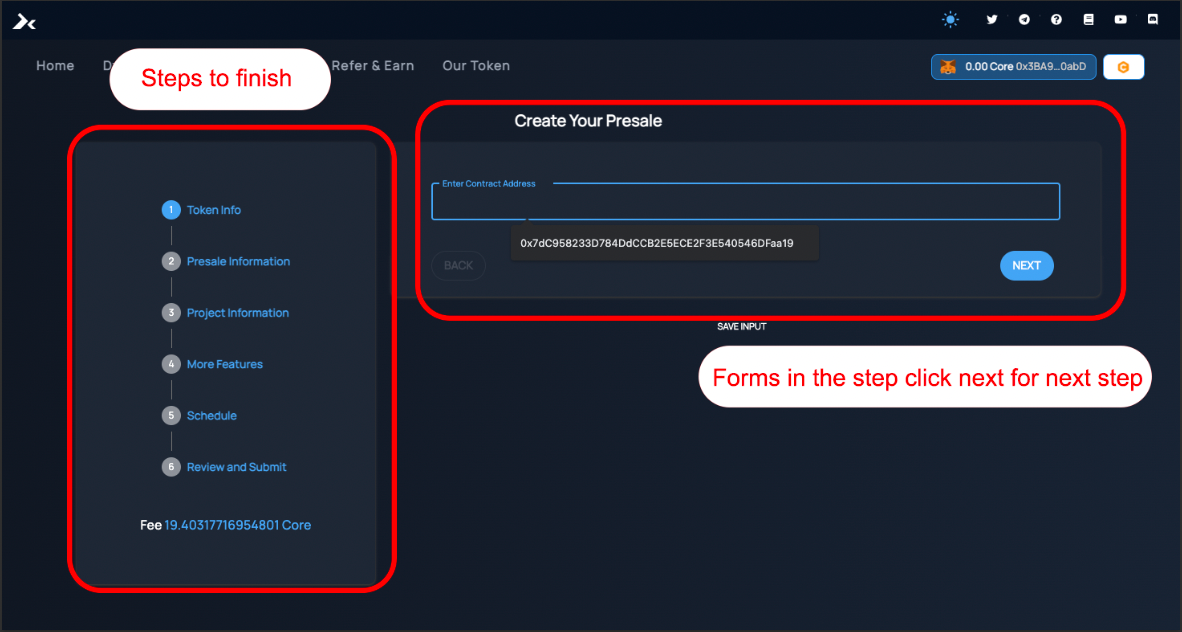 Home
Refer & Earn
Our Token
0.00 Core 0x3BA9...0abD
Steps to finish
Create Your Presale
1 Token Info
2 Presale Information
3 Project Information
4 More Features
5 Schedule
6 Review and Submit
Fee 19.40317716954801 Core
Enter Contract Address
0x7dC958233D784DdCCB2E5ECE2F3E540546DFaa19
BACK
NEXT
SAVE INPUT
Forms in the step click next for next step